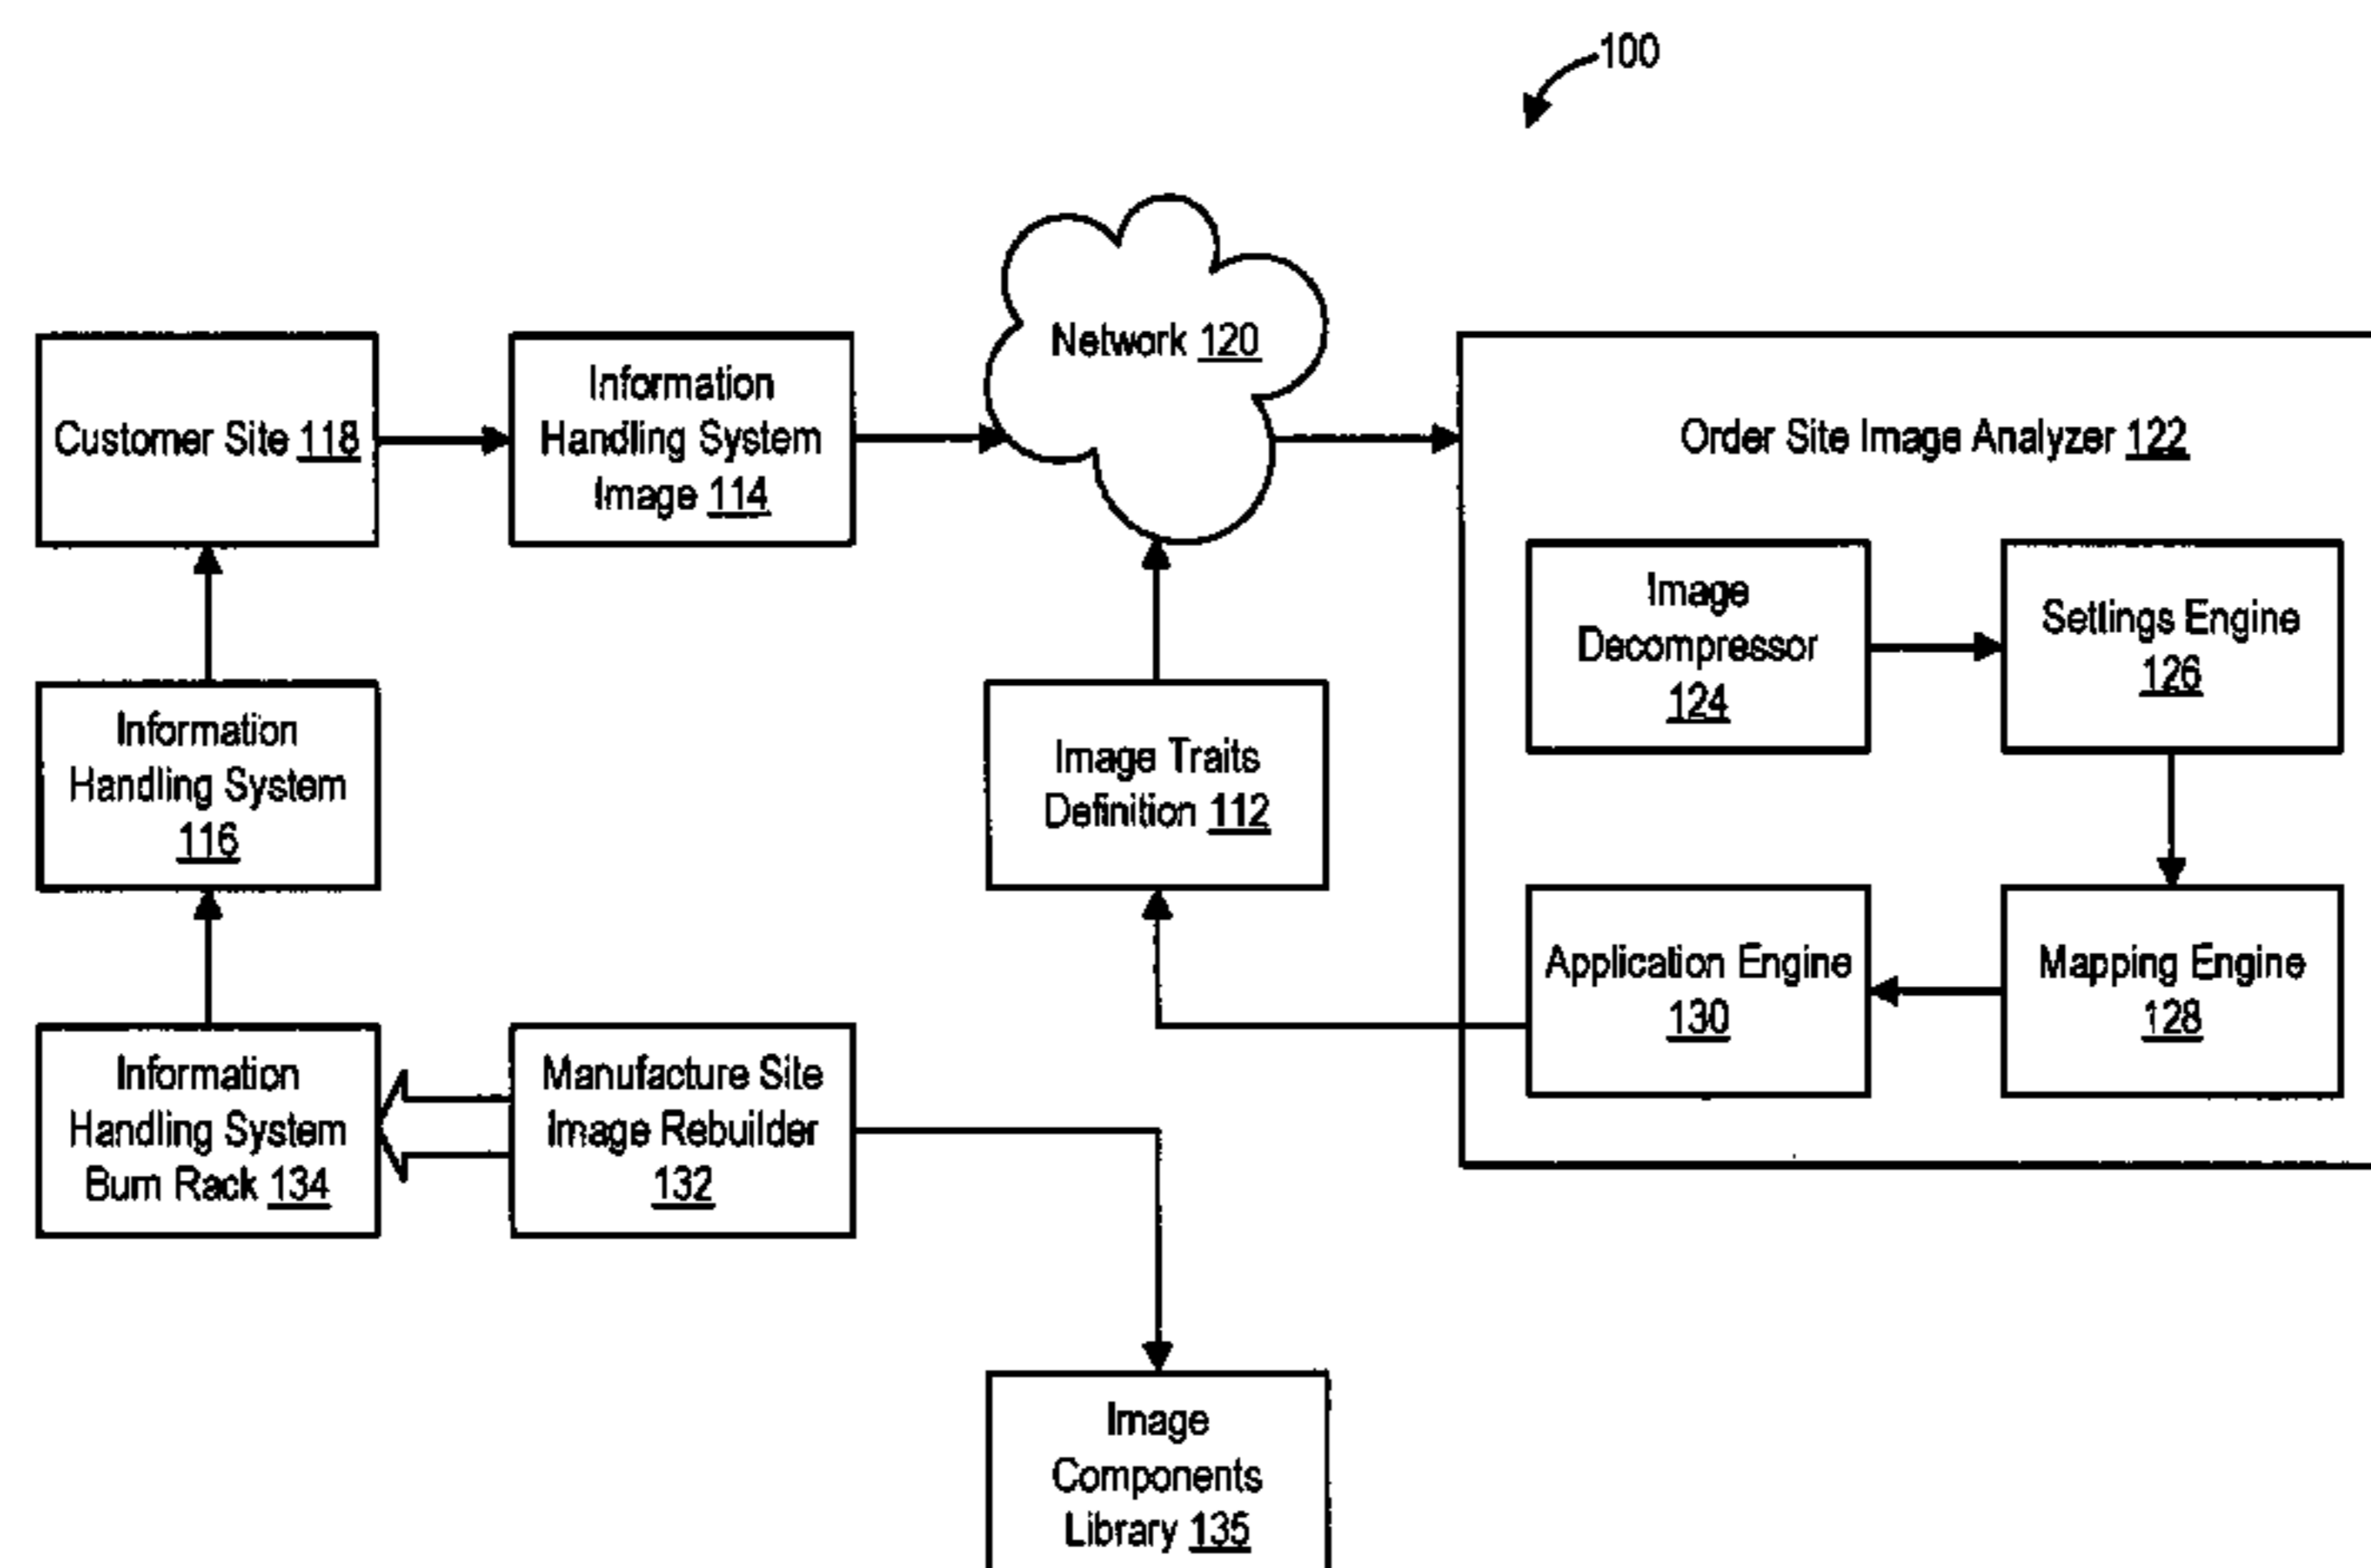 100
Network 120
Customer Site 118
Information
Handling System
Image 114
Order Site Image Analyzer 122
Image
Decompressor
124
Settings Engine
126
Information
Handling System
116
Image Traits
Definition 112
Application Engine
130
Mapping Engine
128
Information
Handling System
Burn Rack 134
Manufacture Site
Image Rebuilder
132
Image
Components
Library 135